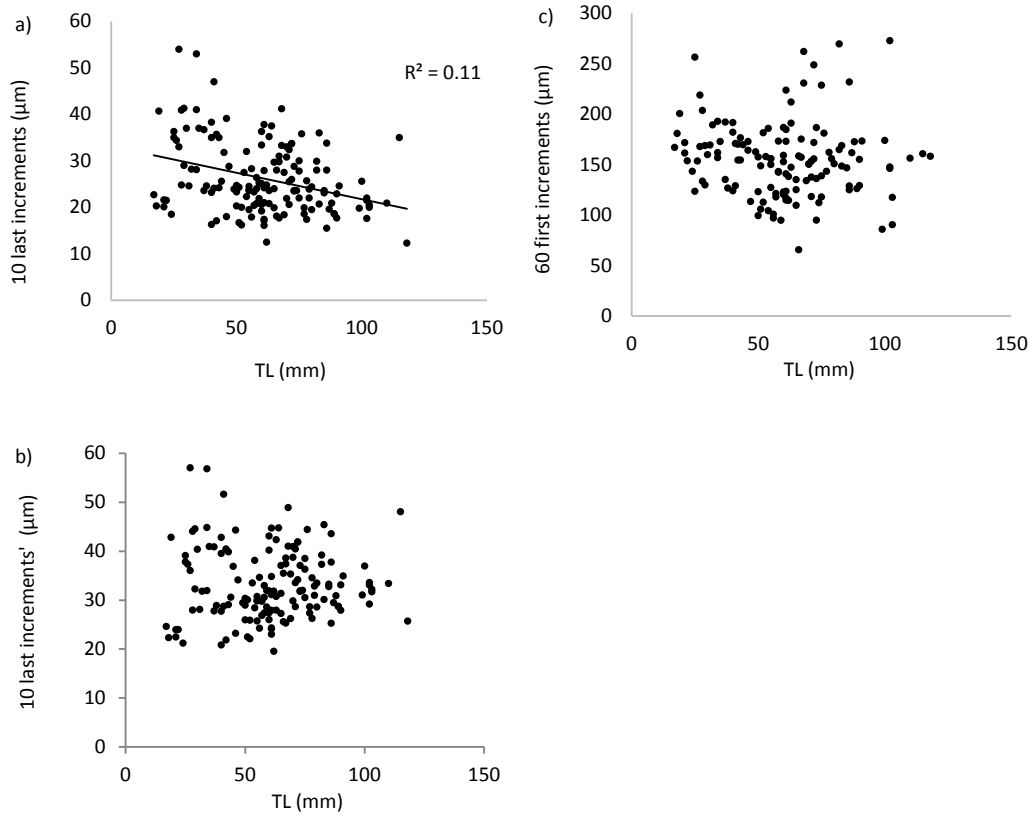 a)
60
50
40
30
20
10
0
10 last increments (µm)
R² = 0.11
0 50 100 150
TL (mm)
c)
300
250
200
150
100
50
0
60 first increments (µm)
0 50 100 150
TL (mm)
b)
60
50
40
30
20
10
0
10 last increments' (µm)
0 50 100 150
TL (mm)